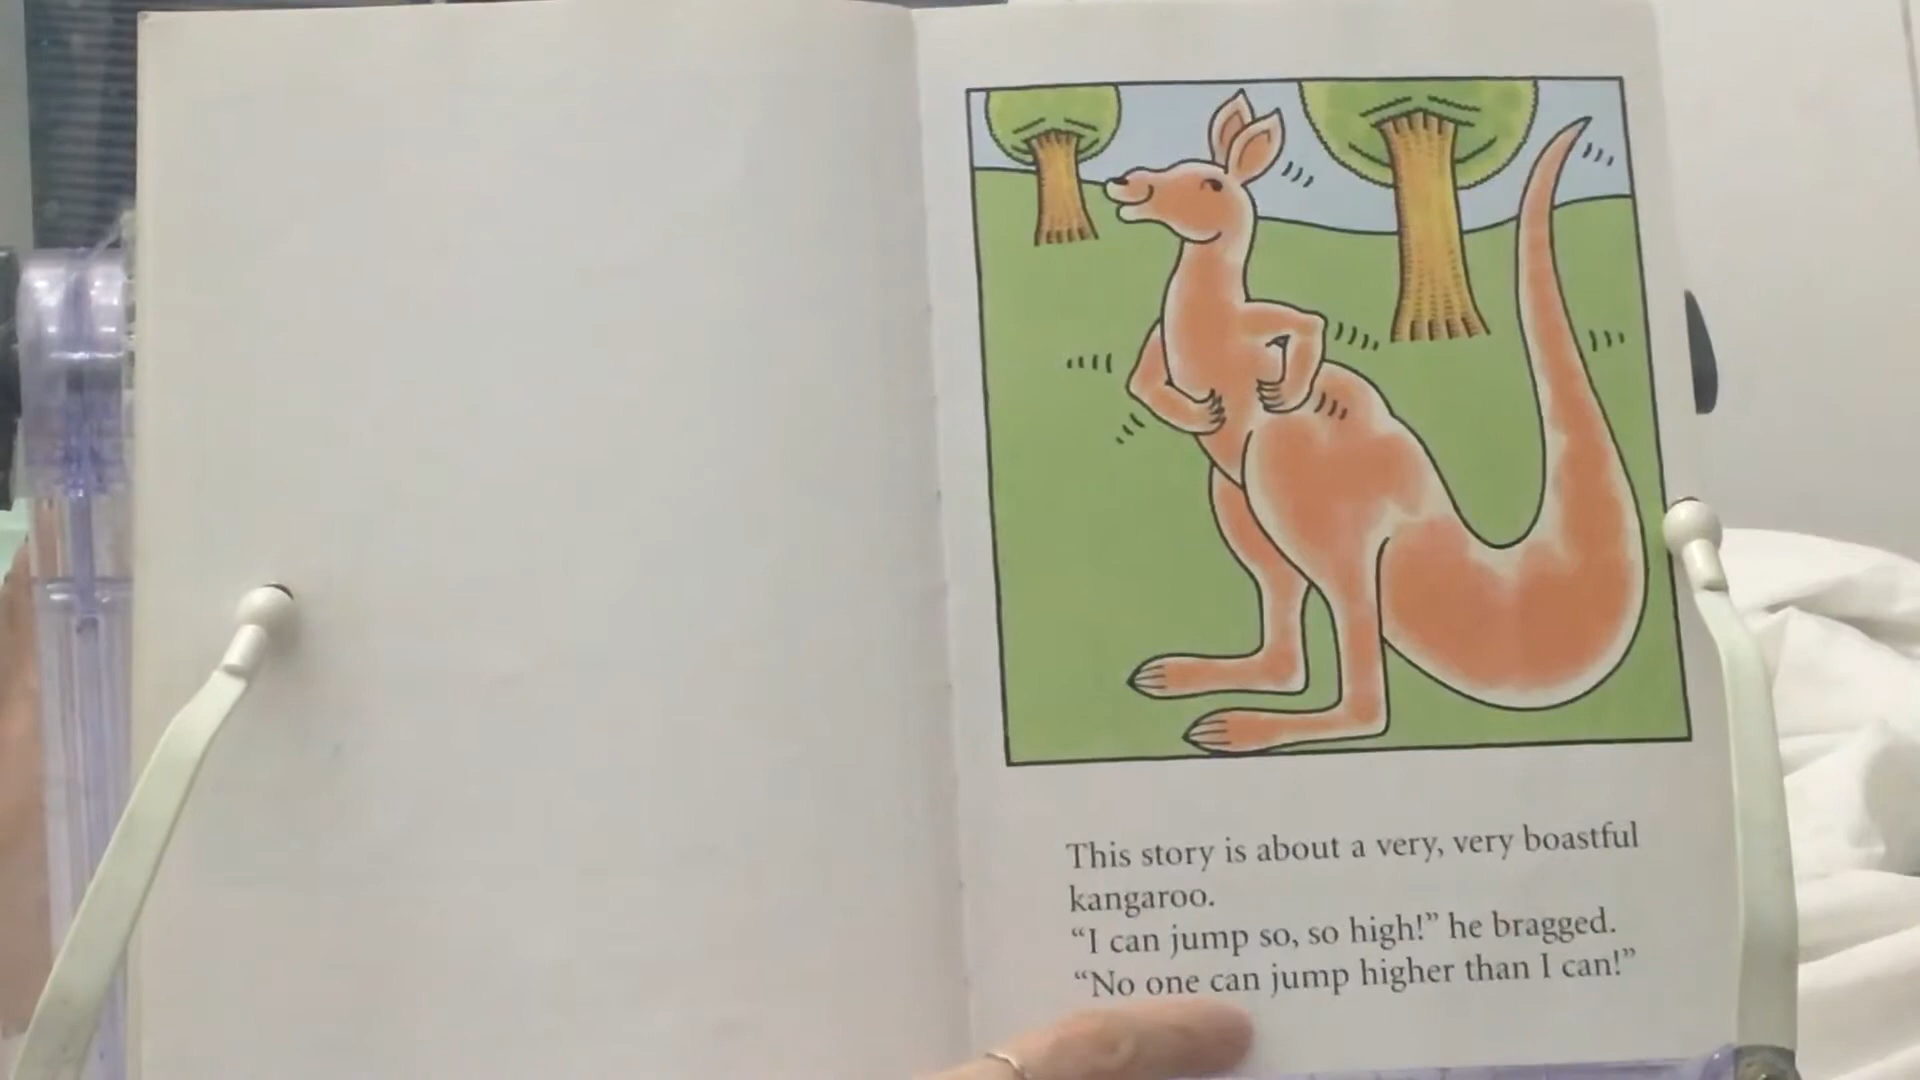 This story is about a very, very boastful
kangaroo.
“I can jump so, so high!” he bragged.
“No one can jump higher than I can!”